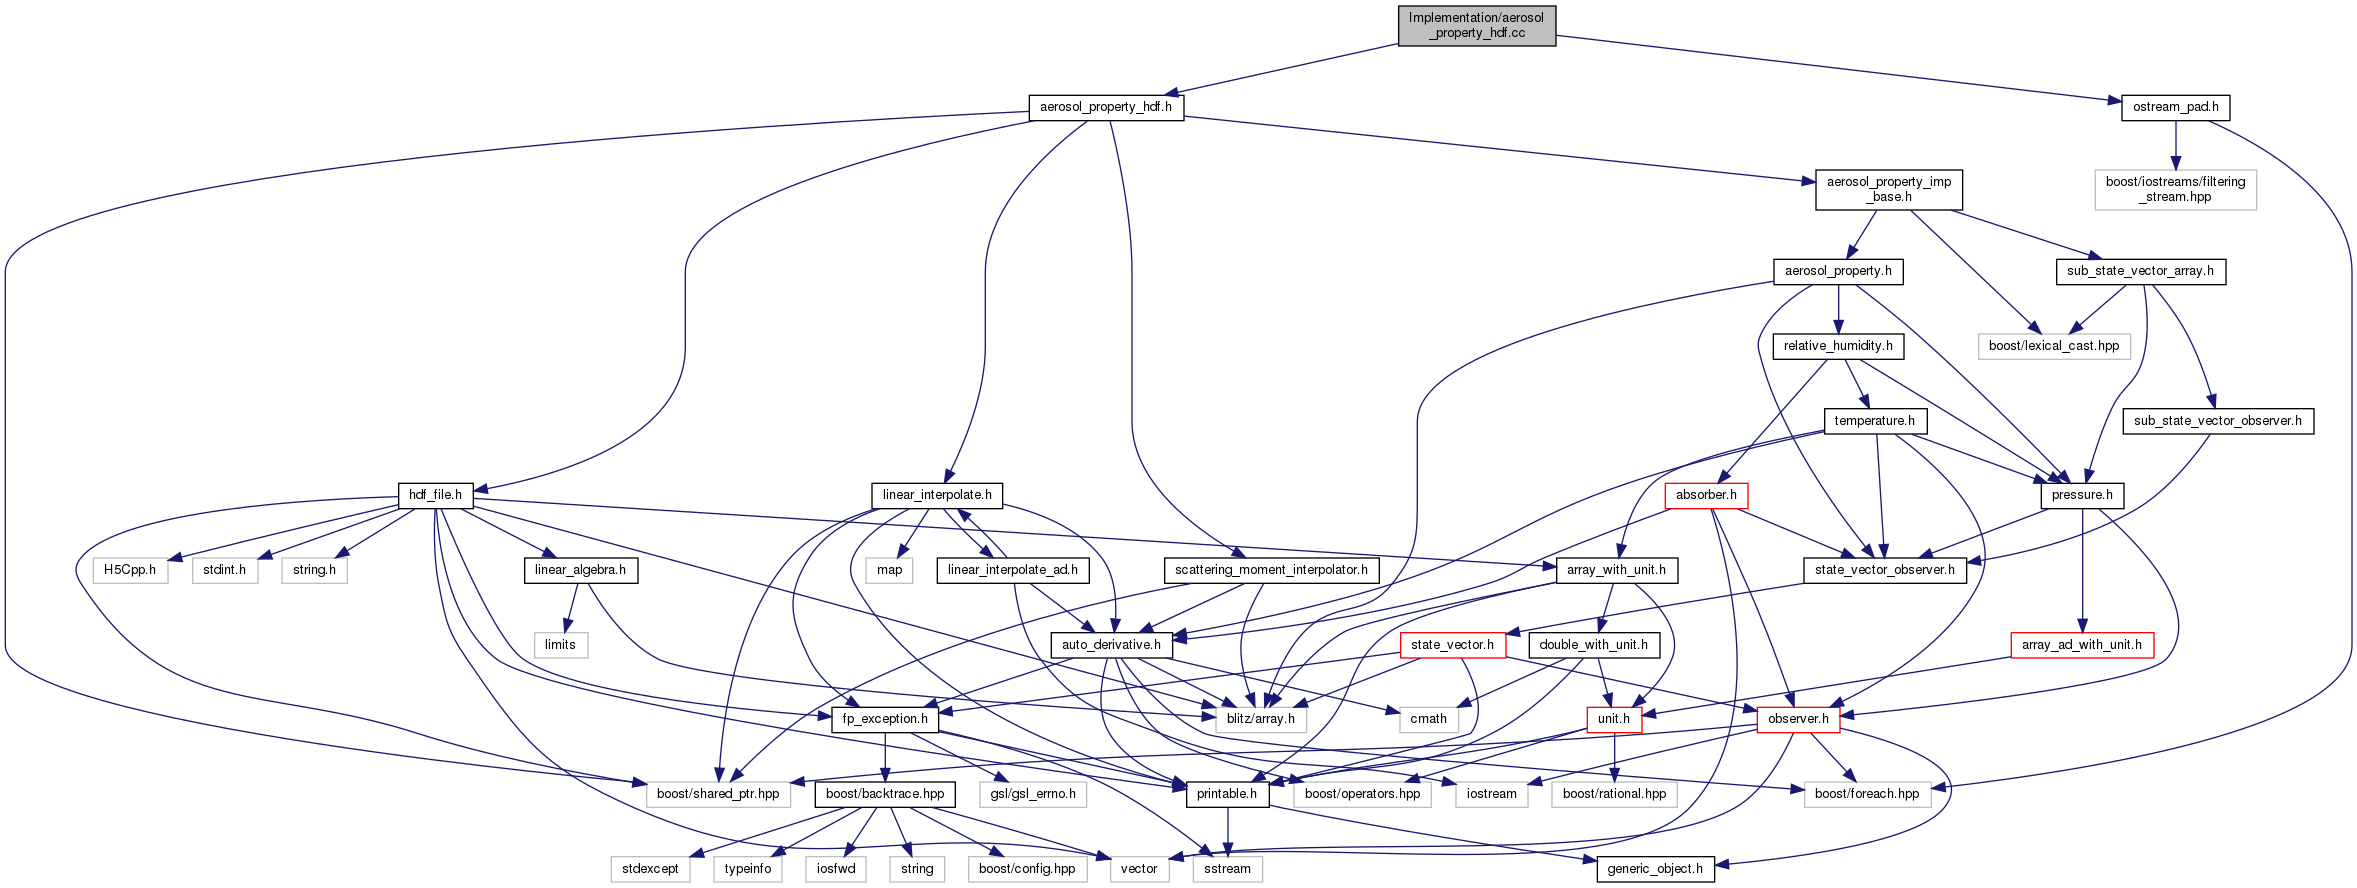 Implementation/aerosol
_property_hdf.cc
aerosol_property_hdf.h
ostream_pad.h
aerosol_property_imp
_base.h
boost/iostreams/filtering
_stream.hpp
aerosol_property.h
sub_state_vector_array.h
relative_humidity.h
boost/lexical_cast.hpp
temperature.h
sub_state_vector_observer.h
hdf_file.h
linear_interpolate.h
absorber.h
pressure.h
H5Cpp.h
stdint.h
string.h
linear_algebra.h
map
linear_interpolate_ad.h
scattering_moment_interpolator.h
array_with_unit.h
state_vector_observer.h
limits
auto_derivative.h
state_vector.h
double_with_unit.h
array_ad_with_unit.h
fp_exception.h
blitz/array.h
cmath
unit.h
observer.h
boost/shared_ptr.hpp
boost/backtrace.hpp
gsl/gsl_errno.h
printable.h
boost/operators.hpp
iostream
boost/rational.hpp
boost/foreach.hpp
stdexcept
typeinfo
iosfwd
string
boost/config.hpp
vector
sstream
generic_object.h